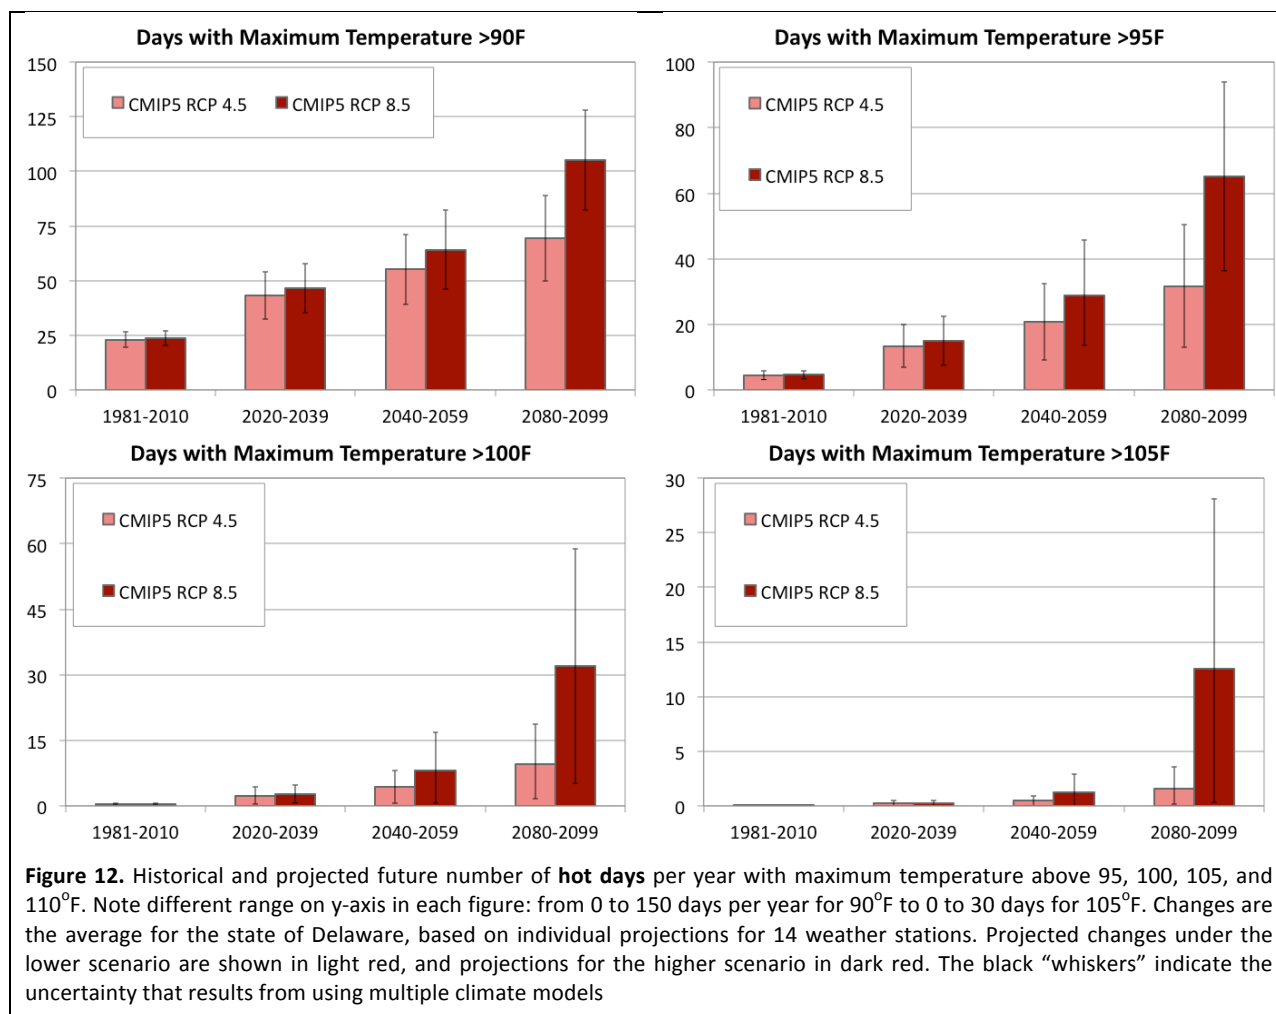 Days with Maximum Temperature >90F
150
125
100
75
50
25
0
CMIP5 RCP 4.5 CMIP5 RCP 8.5
1981-2010 2020-2039 2040-2059 2080-2099
Days with Maximum Temperature >95F
100
80
60
40
20
0
CMIP5 RCP 4.5
CMIP5 RCP 8.5
1981-2010 2020-2039 2040-2059 2080-2099
Days with Maximum Temperature >100F
75
60
45
30
15
0
CMIP5 RCP 4.5
CMIP5 RCP 8.5
1981-2010 2020-2039 2040-2059 2080-2099
Days with Maximum Temperature >105F
30
25
20
15
10
5
0
CMIP5 RCP 4.5
CMIP5 RCP 8.5
1981-2010 2020-2039 2040-2059 2080-2099
Figure 12. Historical and projected future number of hot days per year with maximum temperature above 95, 100, 105, and
110°F. Note different range on y-axis in each figure: from 0 to 150 days per year for 90°F to 0 to 30 days for 105°F. Changes are
the average for the state of Delaware, based on individual projections for 14 weather stations. Projected changes under the
lower scenario are shown in light red, and projections for the higher scenario in dark red. The black “whiskers” indicate the
uncertainty that results from using multiple climate models